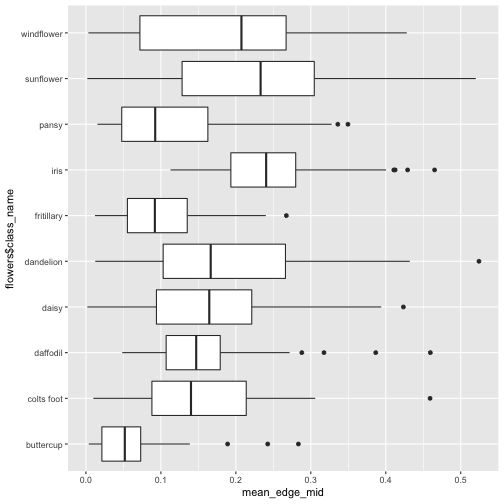 windflower
sunflower
pansy
iris
fritillary
dandelion
daisy
daffodil
colts foot
buttercup
flowers$class_name
0.0 0.1 0.2 0.3 0.4 0.5
mean_edge_mid